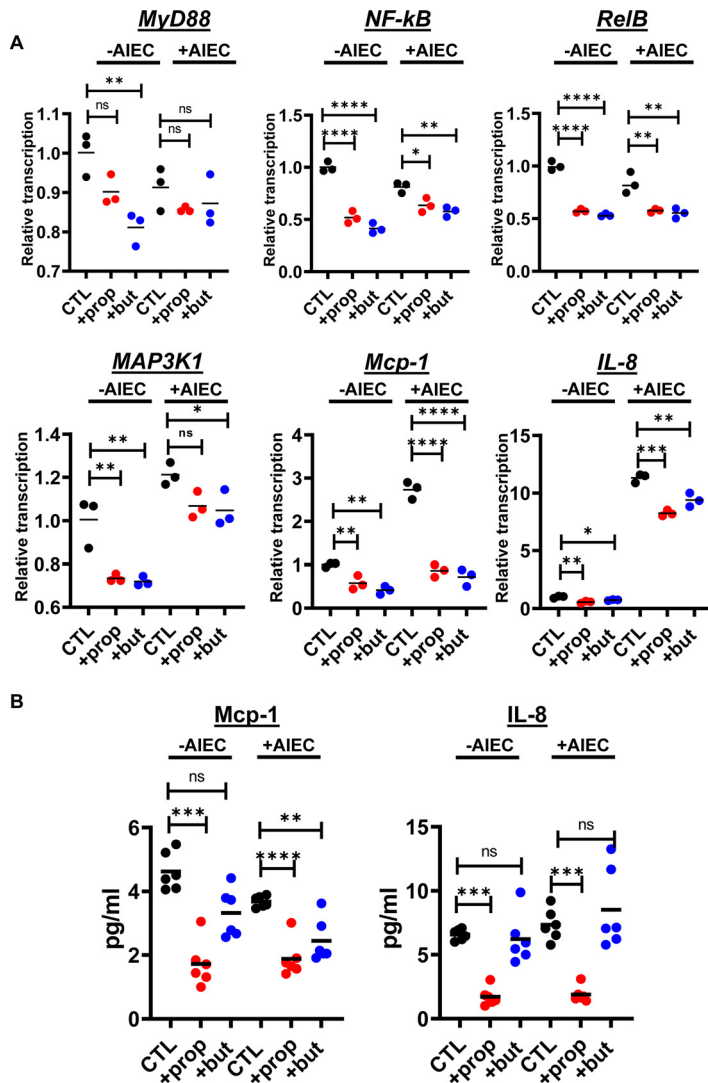 A
MyD88 NF-kB RelB
-AIEC +AIEC -AIEC +AIEC -AIEC +AIEC
Relative transcription
1.1
1.0
0.9
0.8
0.7
**
ns
ns
ns
CTL +prop +but CTL +prop +but
Relative transcription
1.5
1.0
0.5
0.0
****
****
**
*
CTL +prop +but CTL +prop +but
Relative transcription
1.5
1.0
0.5
0.0
****
****
**
**
CTL +prop +but CTL +prop +but
MAP3K1 Mcp-1 IL-8
-AIEC +AIEC -AIEC +AIEC -AIEC +AIEC
Relative transcription
1.4
1.2
1.0
0.8
0.6
**
**
*
ns
CTL +prop +but CTL +prop +but
Relative transcription
4
3
2
1
0
**
**
****
****
CTL +prop +but CTL +prop +but
Relative transcription
15
10
5
0
*
**
**
***
CTL +prop +but CTL +prop +but
B
Mcp-1 IL-8
-AIEC +AIEC -AIEC +AIEC
pg/ml
6
4
2
0
ns
***
**
****
CTL +prop +but CTL +prop +but
pg/ml
15
10
5
0
ns
***
ns
***
CTL +prop +but CTL +prop +but